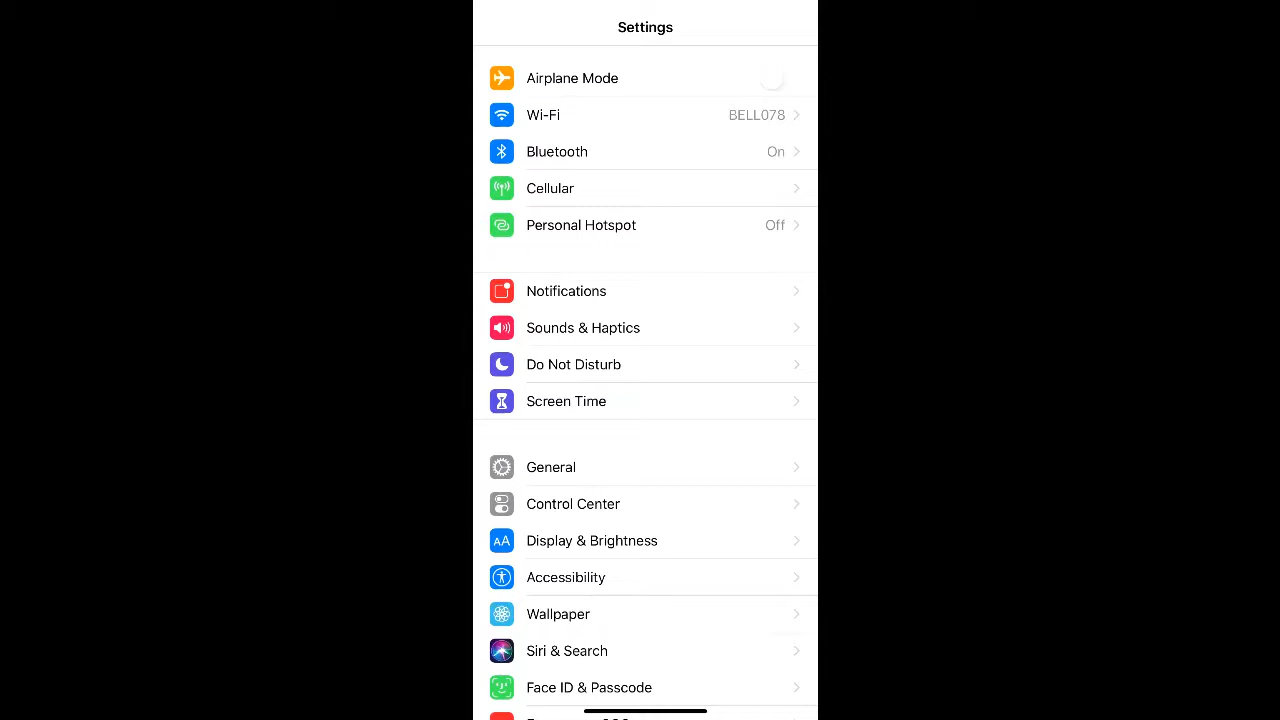 Settings
Airplane Mode
Wi-Fi BELL078
Bluetooth On
Cellular
Personal Hotspot Off
Notifications
Sounds & Haptics
Do Not Disturb
Screen Time
General
Control Center
AA Display & Brightness
Accessibility
Wallpaper
Siri & Search
Face ID & Passcode